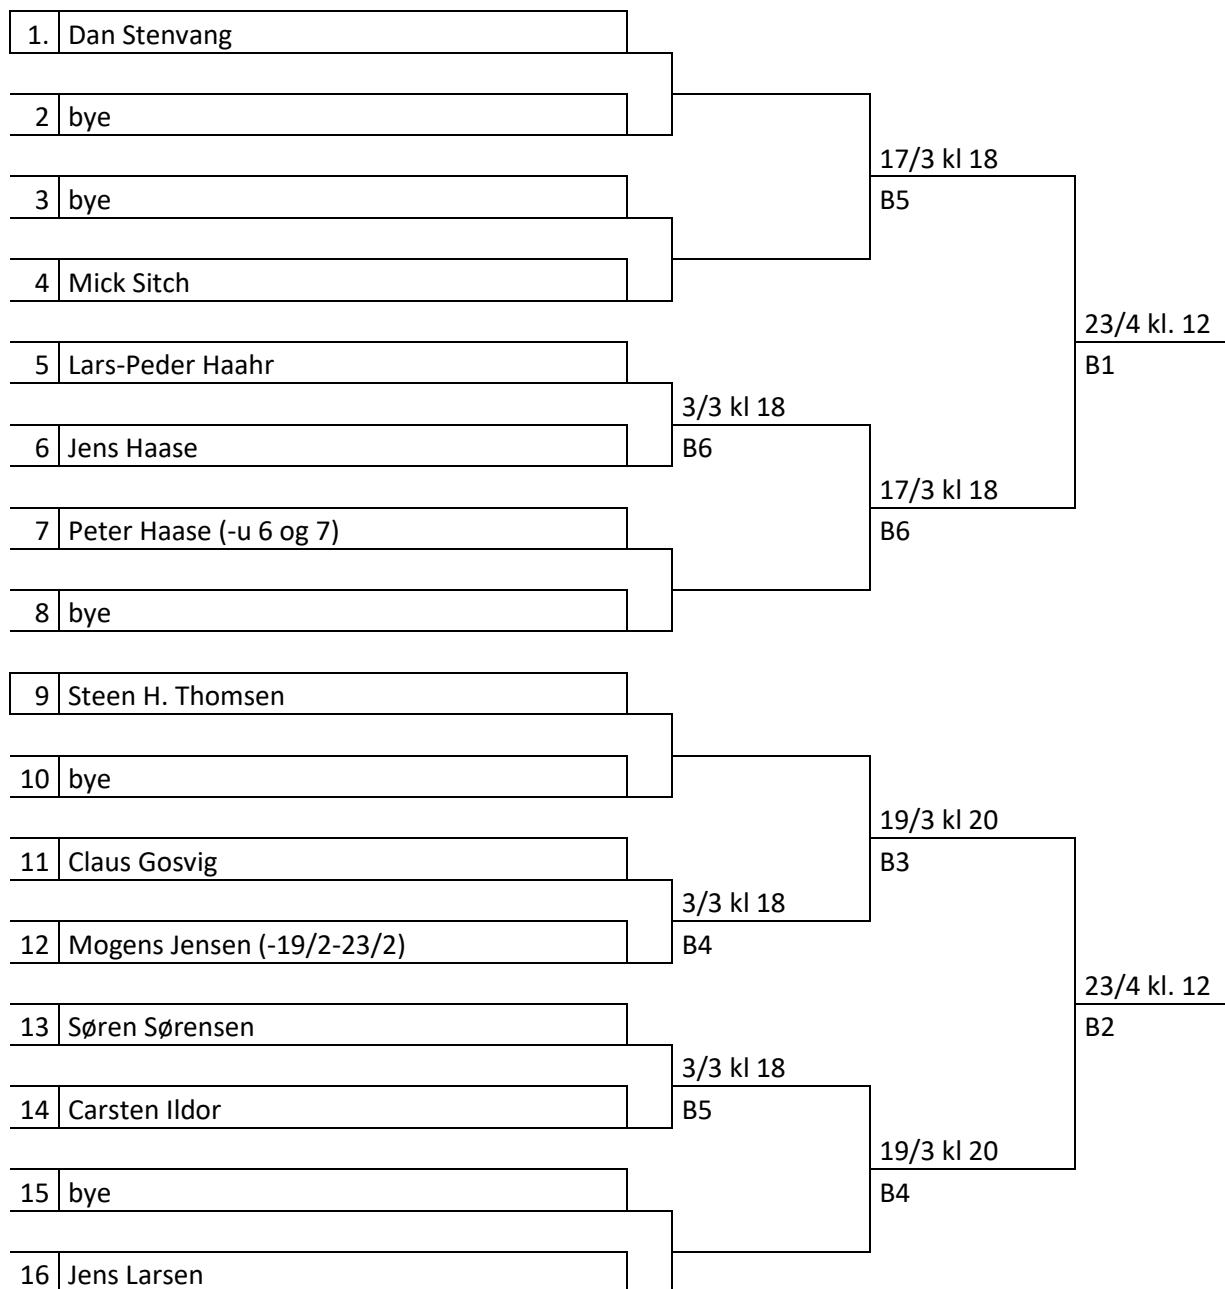 1. Dan Stenvang
2 bye
17/3 kl 18
3 bye
B5
4 Mick Sitch
23/4 kl. 12
5 Lars-Peder Haahr
B1
3/3 kl 18
6 Jens Haase
B6
17/3 kl 18
7 Peter Haase (-u 6 og 7)
B6
8 bye
9 Steen H. Thomsen
10 bye
19/3 kl 20
11 Claus Gosvig
B3
3/3 kl 18
12 Mogens Jensen (-19/2-23/2)
B4
23/4 kl. 12
13 Søren Sørensen
B2
3/3 kl 18
14 Carsten Ildor
B5
19/3 kl 20
15 bye
B4
16 Jens Larsen